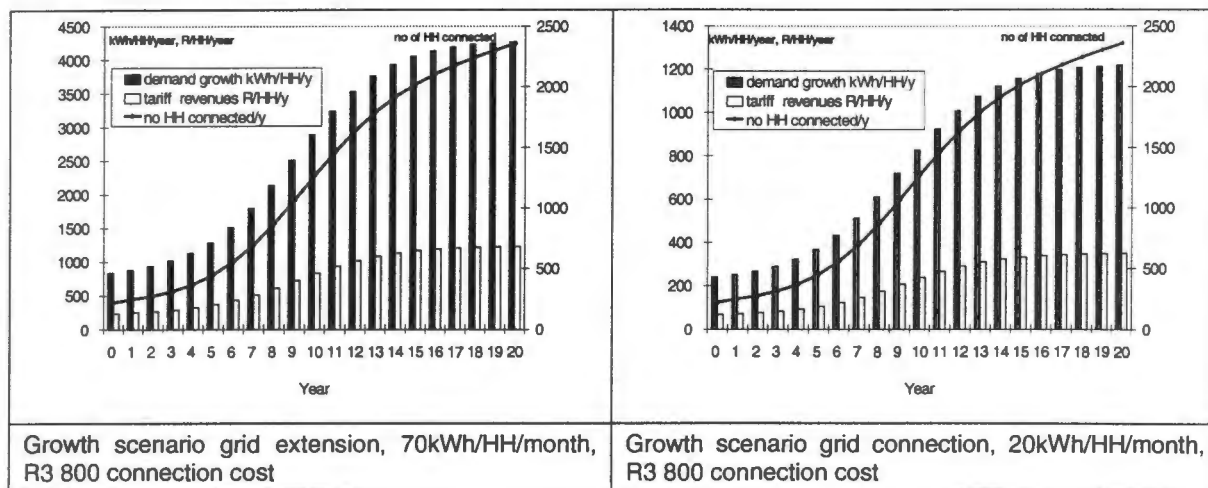 kWh/HH/year, R/HH/year
no of HH connected
demand growth kWh/HH/y
tariff revenues R/HH/y
no HH connected/y
4500
4000
3500
3000
2500
2000
1500
1000
500
0
2500
2000
1500
1000
500
0
0 1 2 3 4 5 6 7 8 9 10 11 12 13 14 15 16 17 18 19 20
Year
Growth scenario grid extension, 70kWh/HH/month,
R3 800 connection cost
kWh/HH/year, R/HH/year
no of HH connected
demand growth kWh/HH/y
tariff revenues R/HH/y
no HH connected/y
1400
1200
1000
800
600
400
200
0
2500
2000
1500
1000
500
0
0 1 2 3 4 5 6 7 8 9 10 11 12 13 14 15 16 17 18 19 20
Year
Growth scenario grid connection, 20kWh/HH/month,
R3 800 connection cost